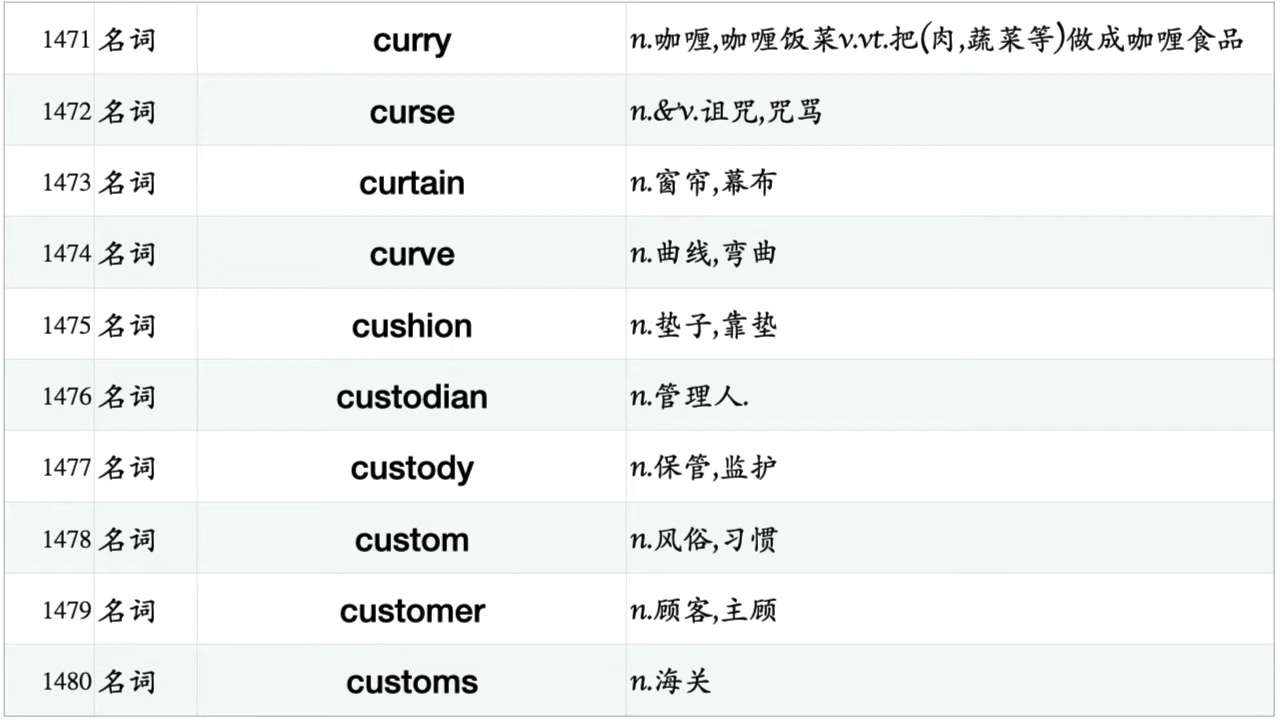 1471 名词 curry n.咖喱,咖喱饭菜v.vt.把(肉,蔬菜等)做成咖喱食品
1472 名词 curse n.&v.诅咒,咒骂
1473 名词 curtain n.窗帘,幕布
1474 名词 curve n.曲线,弯曲
1475 名词 cushion n.垫子,靠垫
1476 名词 custodian n.管理人.
1477 名词 custody n.保管,监护
1478 名词 custom n.风俗,习惯
1479 名词 customer n.顾客,主顾
1480 名词 customs n.海关